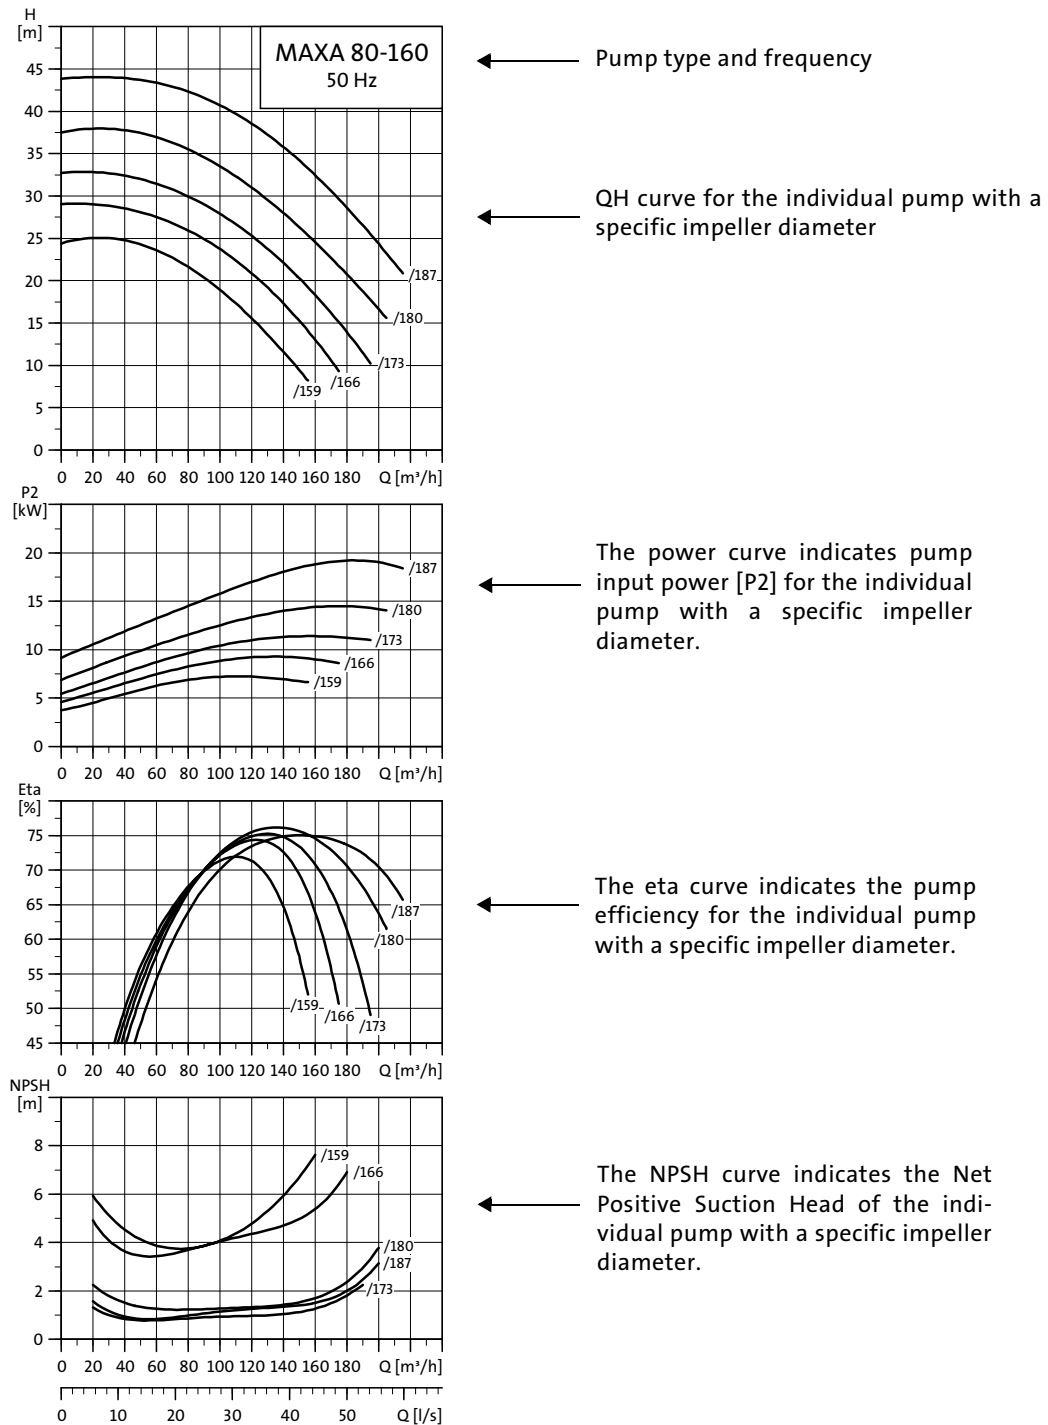 H
[m]
MAXA 80-160
50 Hz
45
40
35
30
25
20
15
10
5
0
/187
/180
/173
/166
/159
0 20 40 60 80 100 120 140 160 180 Q [m³/h]
Pump type and frequency
QH curve for the individual pump with a
specific impeller diameter
P2
[kW]
20
15
10
5
0
/187
/180
/173
/166
/159
0 20 40 60 80 100 120 140 160 180 Q [m³/h]
The power curve indicates pump
input power [P2] for the individual
pump with a specific impeller
diameter.
Eta
[%]
75
70
65
60
55
50
45
/187
/180
/159
/166
/173
0 20 40 60 80 100 120 140 160 180 Q [m³/h]
The eta curve indicates the pump
efficiency for the individual pump
with a specific impeller diameter.
NPSH
[m]
8
6
4
2
0
/159
/166
/180
/187
/173
0 20 40 60 80 100 120 140 160 180 Q [m³/h]
0 10 20 30 40 50 Q [l/s]
The NPSH curve indicates the Net
Positive Suction Head of the indi-
vidual pump with a specific impeller
diameter.